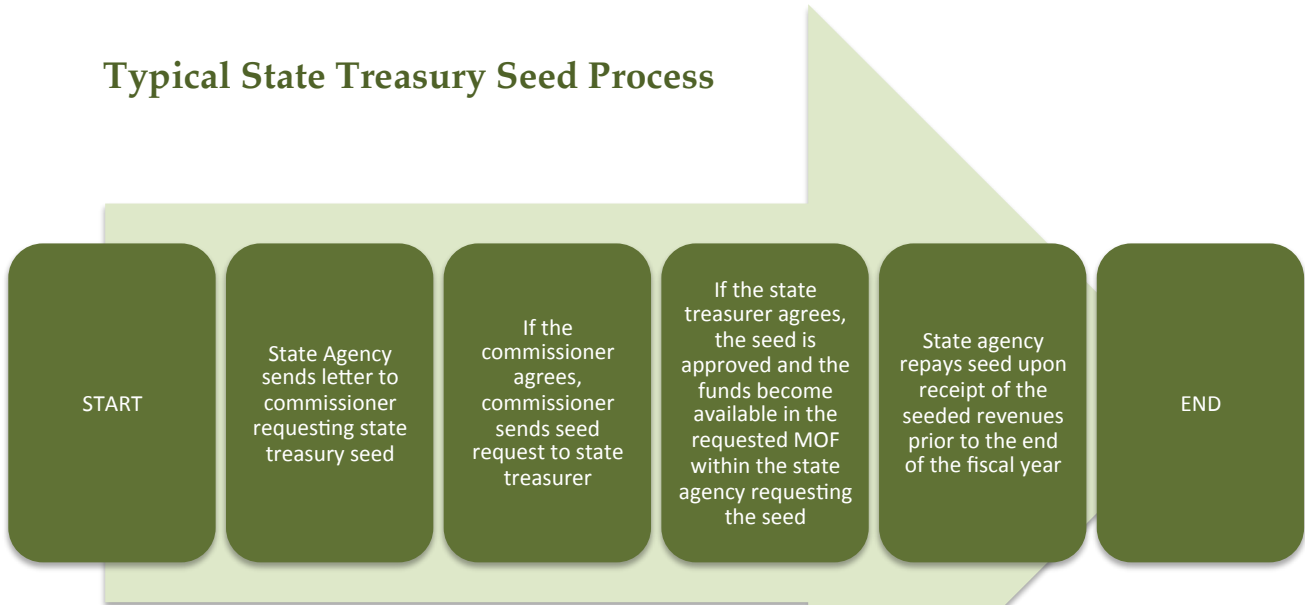 Typical State Treasury Seed Process
START
State Agency
sends letter to
commissioner
requesting state
treasury seed
If the
commissioner
agrees,
commissioner
sends seed
request to state
treasurer
If the state
treasurer agrees,
the seed is
approved and the
funds become
available in the
requested MOF
within the state
agency requesting
the seed
State agency
repays seed upon
receipt of the
seeded revenues
prior to the end
of the fiscal year
END